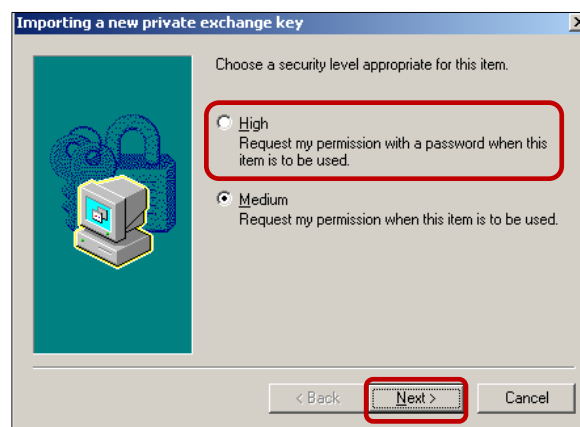 Importing a new private exchange key
Choose a security level appropriate for this item.
High
Request my permission with a password when this
item is to be used.
Medium
Request my permission when this item is to be used.
< Back
Next >
Cancel